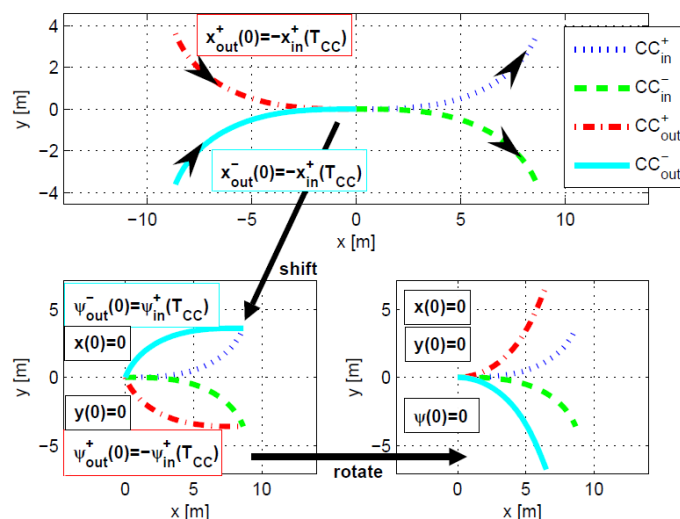 4
2
0
−2
−4
y [m]
−10
−5
0
5
10
x [m]
x+out(0)=−x+in(TCC)
x−out(0)=−x+in(TCC)
CC+in
CC−in
CC+out
CC−out
shift
ψ−out(0)=ψ+in(TCC)
x(0)=0
y(0)=0
ψ+out(0)=−ψ+in(TCC)
5
0
−5
y [m]
0
5
10
x [m]
rotate
x(0)=0
y(0)=0
ψ(0)=0
5
0
−5
y [m]
0
5
10
x [m]